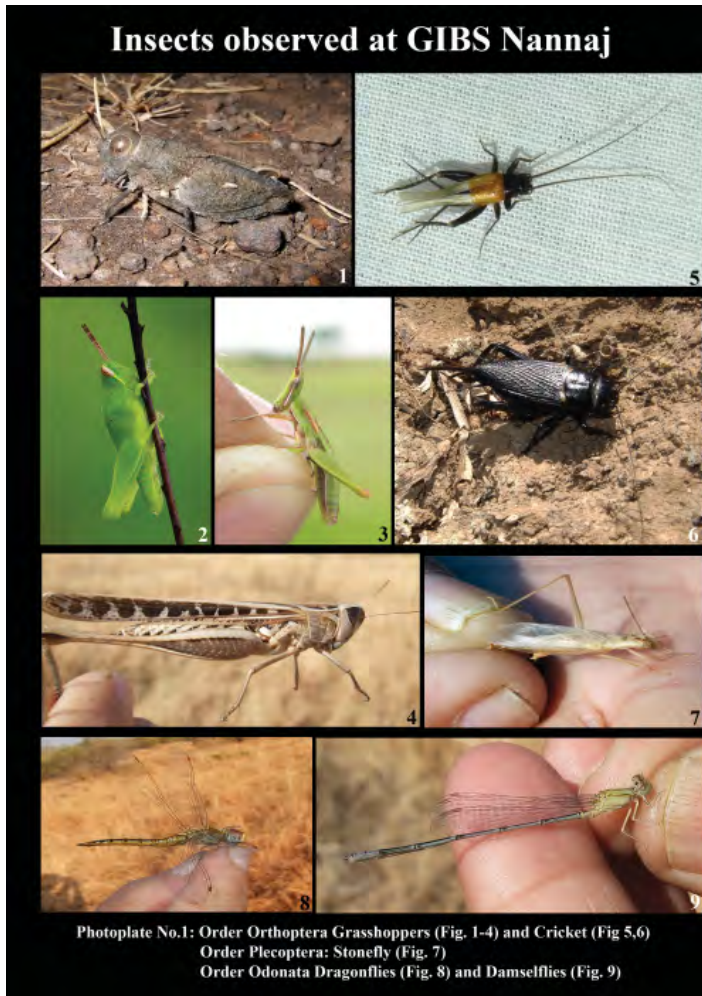 Insects observed at GIBS Nannaj
1
5
2
3
6
4
7
8
9
Photoplate No.1: Order Orthoptera Grasshoppers (Fig. 1-4) and Cricket (Fig 5,6)
Order Plecoptera: Stonefly (Fig. 7)
Order Odonata Dragonflies (Fig. 8) and Damselflies (Fig. 9)